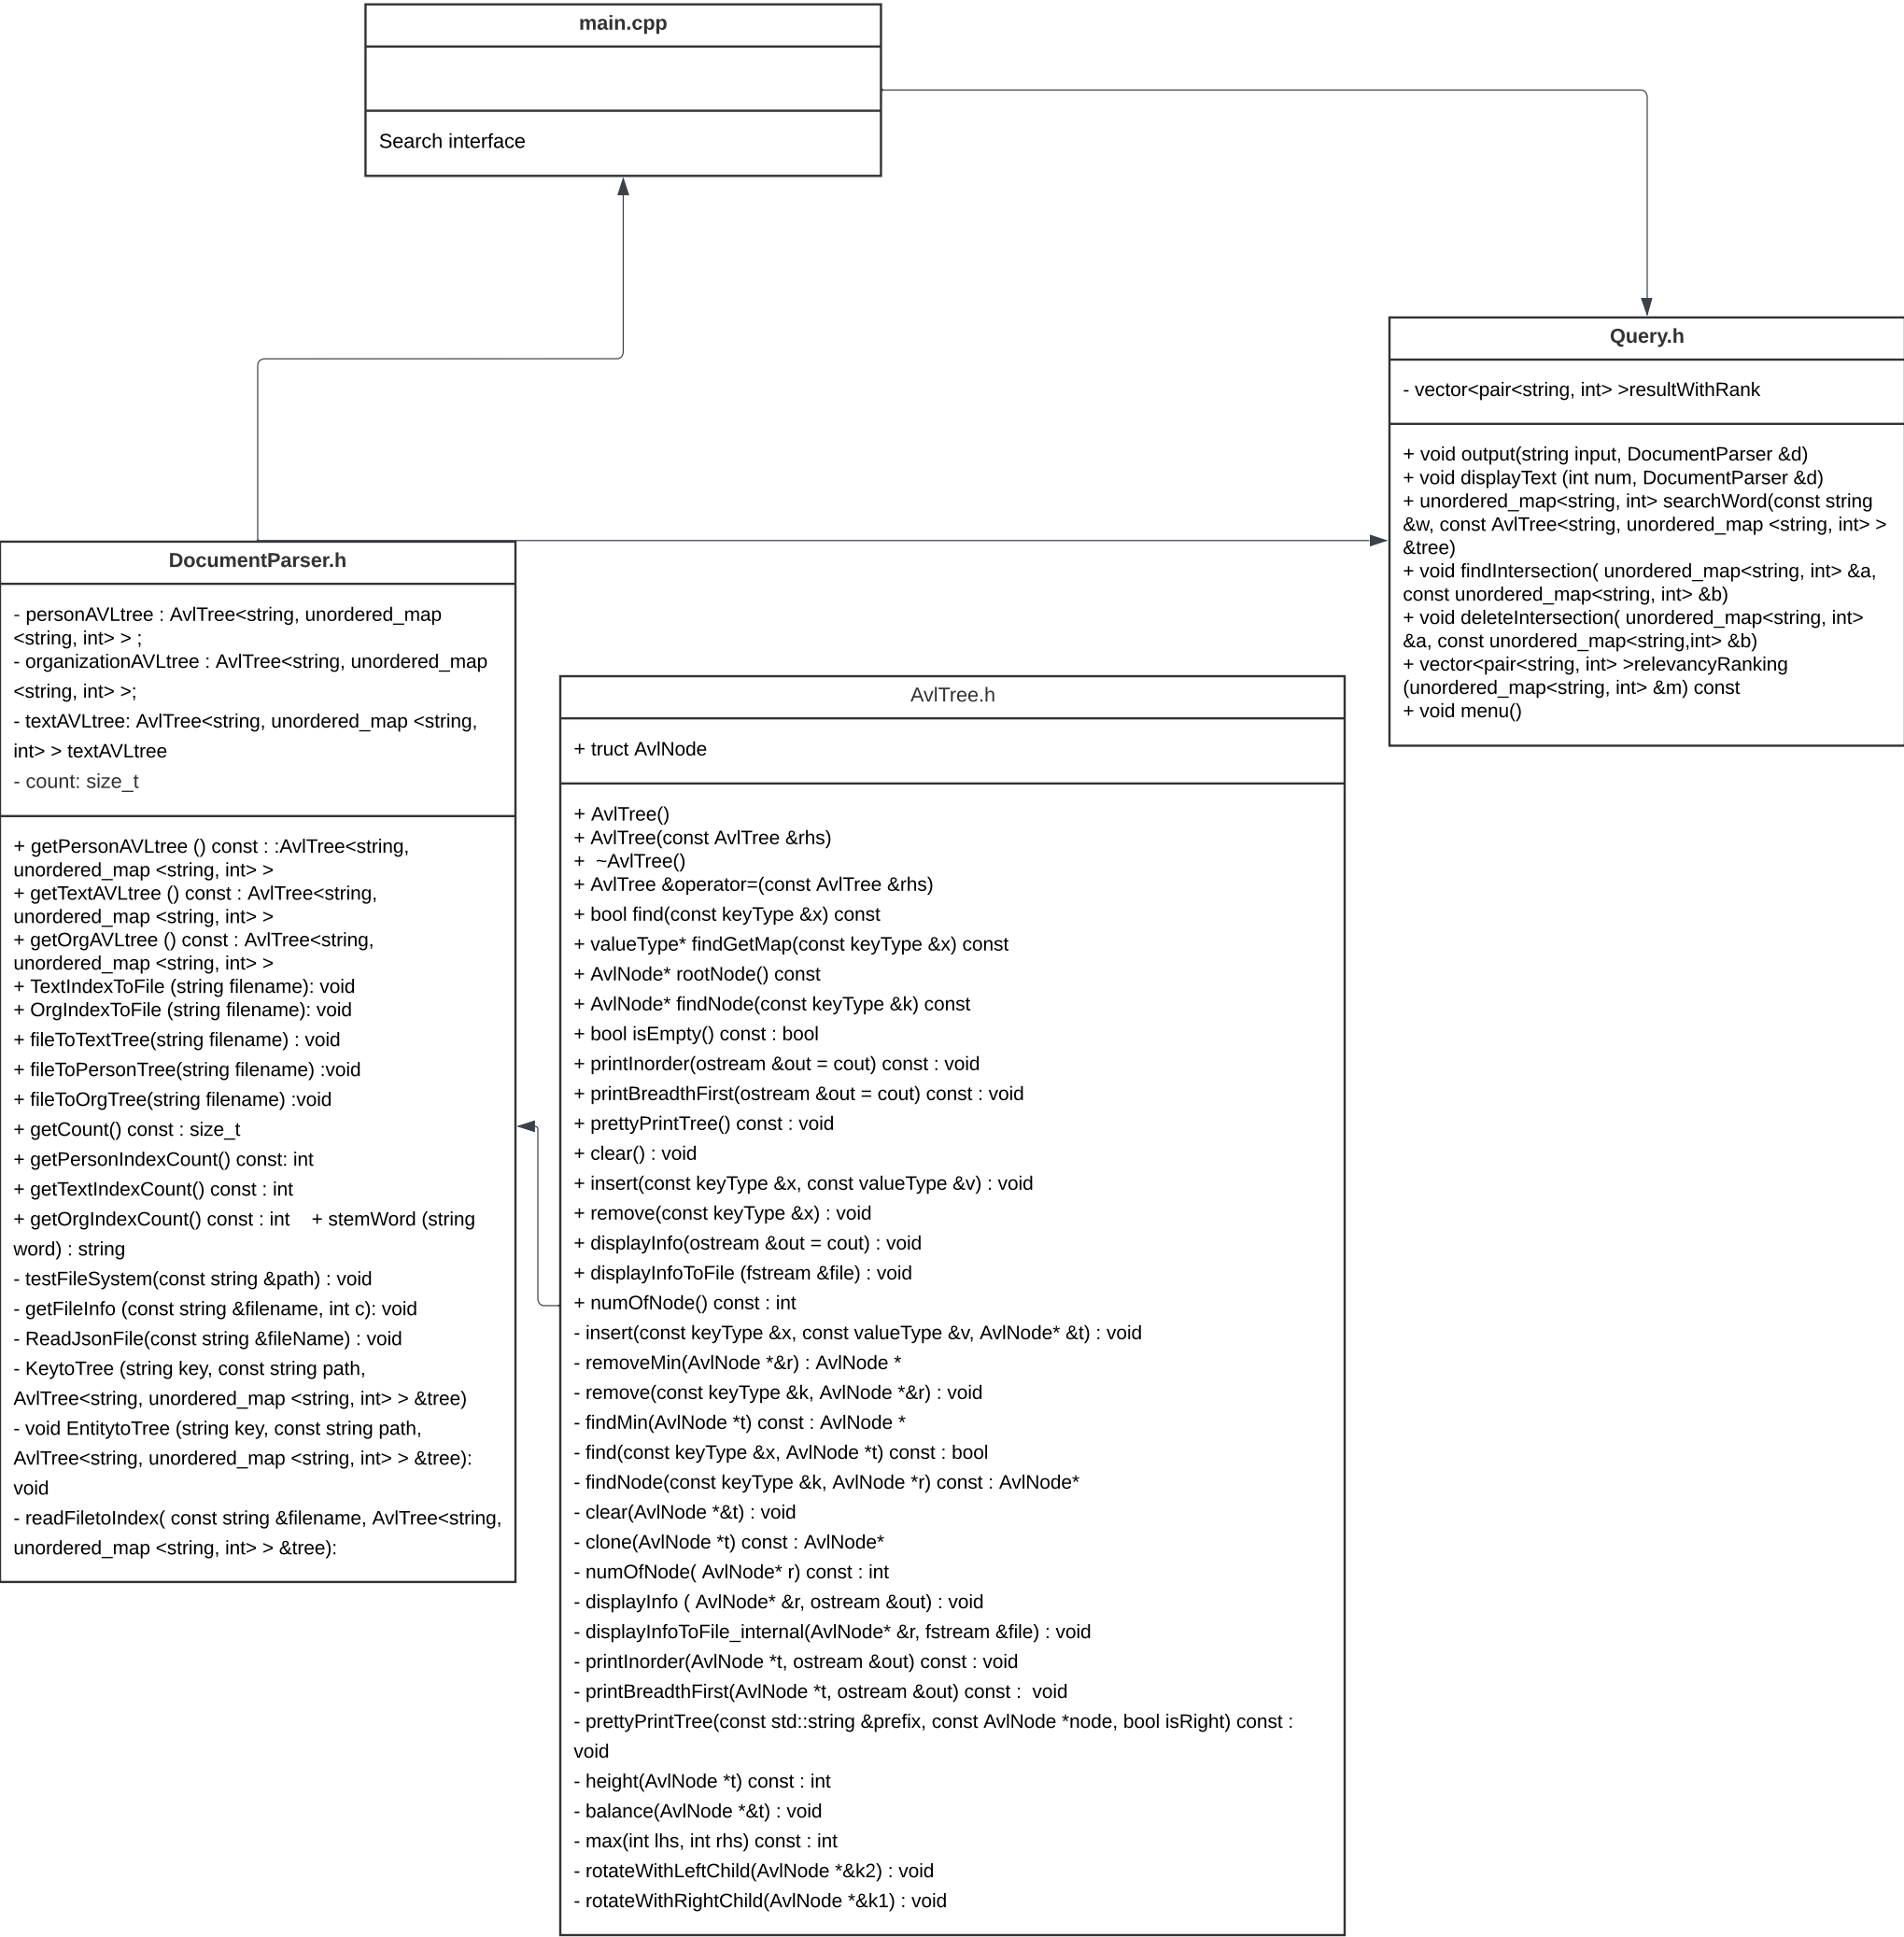 main.cpp
Search interface
Query.h
- vector<pair<string, int> >resultWithRank
+ void output(string input, DocumentParser &d)
+ void displayText (int num, DocumentParser &d)
+ unordered_map<string, int> searchWord(const string
&w, const AvlTree<string, unordered_map <string, int> >
&tree)
+ void findIntersection( unordered_map<string, int> &a,
const unordered_map<string, int> &b)
+ void deleteIntersection( unordered_map<string, int>
&a, const unordered_map<string,int> &b)
+ vector<pair<string, int> >relevancyRanking
(unordered_map<string, int> &m) const
+ void menu()
DocumentParser.h
- personAVLtree : AvlTree<string, unordered_map
<string, int> > ;
- organizationAVLtree : AvlTree<string, unordered_map
<string, int> >;
- textAVLtree: AvlTree<string, unordered_map <string,
int> > textAVLtree
- count: size_t
+ getPersonAVLtree () const : :AvlTree<string,
unordered_map <string, int> >
+ getTextAVLtree () const : AvlTree<string,
unordered_map <string, int> >
+ getOrgAVLtree () const : AvlTree<string,
unordered_map <string, int> >
+ TextIndexToFile (string filename): void
+ OrgIndexToFile (string filename): void
+ fileToTextTree(string filename) : void
+ fileToPersonTree(string filename) :void
+ fileToOrgTree(string filename) :void
+ getCount() const : size_t
+ getPersonIndexCount() const: int
+ getTextIndexCount() const : int
+ getOrgIndexCount() const : int    + stemWord (string
word) : string
- testFileSystem(const string &path) : void
- getFileInfo (const string &filename, int c): void
- ReadJsonFile(const string &fileName) : void
- KeytoTree (string key, const string path,
AvlTree<string, unordered_map <string, int> > &tree)
- void EntitytoTree (string key, const string path,
AvlTree<string, unordered_map <string, int> > &tree):
void
- readFiletoIndex( const string &filename, AvlTree<string,
unordered_map <string, int> > &tree):
AvlTree.h
+ truct AvlNode
+ AvlTree()
+ AvlTree(const AvlTree &rhs)
+  ~AvlTree()
+ AvlTree &operator=(const AvlTree &rhs)
+ bool find(const keyType &x) const
+ valueType* findGetMap(const keyType &x) const
+ AvlNode* rootNode() const
+ AvlNode* findNode(const keyType &k) const
+ bool isEmpty() const : bool
+ printInorder(ostream &out = cout) const : void
+ printBreadthFirst(ostream &out = cout) const : void
+ prettyPrintTree() const : void
+ clear() : void
+ insert(const keyType &x, const valueType &v) : void
+ remove(const keyType &x) : void
+ displayInfo(ostream &out = cout) : void
+ displayInfoToFile (fstream &file) : void
+ numOfNode() const : int
- insert(const keyType &x, const valueType &v, AvlNode* &t) : void
- removeMin(AvlNode *&r) : AvlNode *
- remove(const keyType &k, AvlNode *&r) : void
- findMin(AvlNode *t) const : AvlNode *
- find(const keyType &x, AvlNode *t) const : bool
- findNode(const keyType &k, AvlNode *r) const : AvlNode*
- clear(AvlNode *&t) : void
- clone(AvlNode *t) const : AvlNode*
- numOfNode( AvlNode* r) const : int
- displayInfo ( AvlNode* &r, ostream &out) : void
- displayInfoToFile_internal(AvlNode* &r, fstream &file) : void
- printInorder(AvlNode *t, ostream &out) const : void
- printBreadthFirst(AvlNode *t, ostream &out) const :  void
- prettyPrintTree(const std::string &prefix, const AvlNode *node, bool isRight) const :
void
- height(AvlNode *t) const : int
- balance(AvlNode *&t) : void
- max(int lhs, int rhs) const : int
- rotateWithLeftChild(AvlNode *&k2) : void
- rotateWithRightChild(AvlNode *&k1) : void